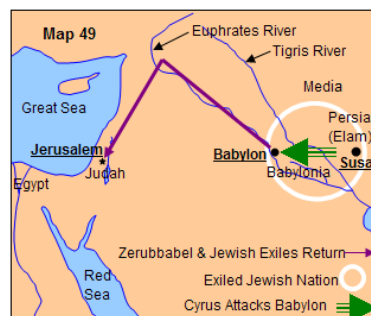 Map 49
Euphrates River
Tigris River
Media
Great Sea
Persia
(Elam)
Jerusalem
Babylon
Susa
Judah
Babylonia
Egypt
Zerubbabel & Jewish Exiles Return
Red
Sea
Exiled Jewish Nation
Cyrus Attacks Babylon